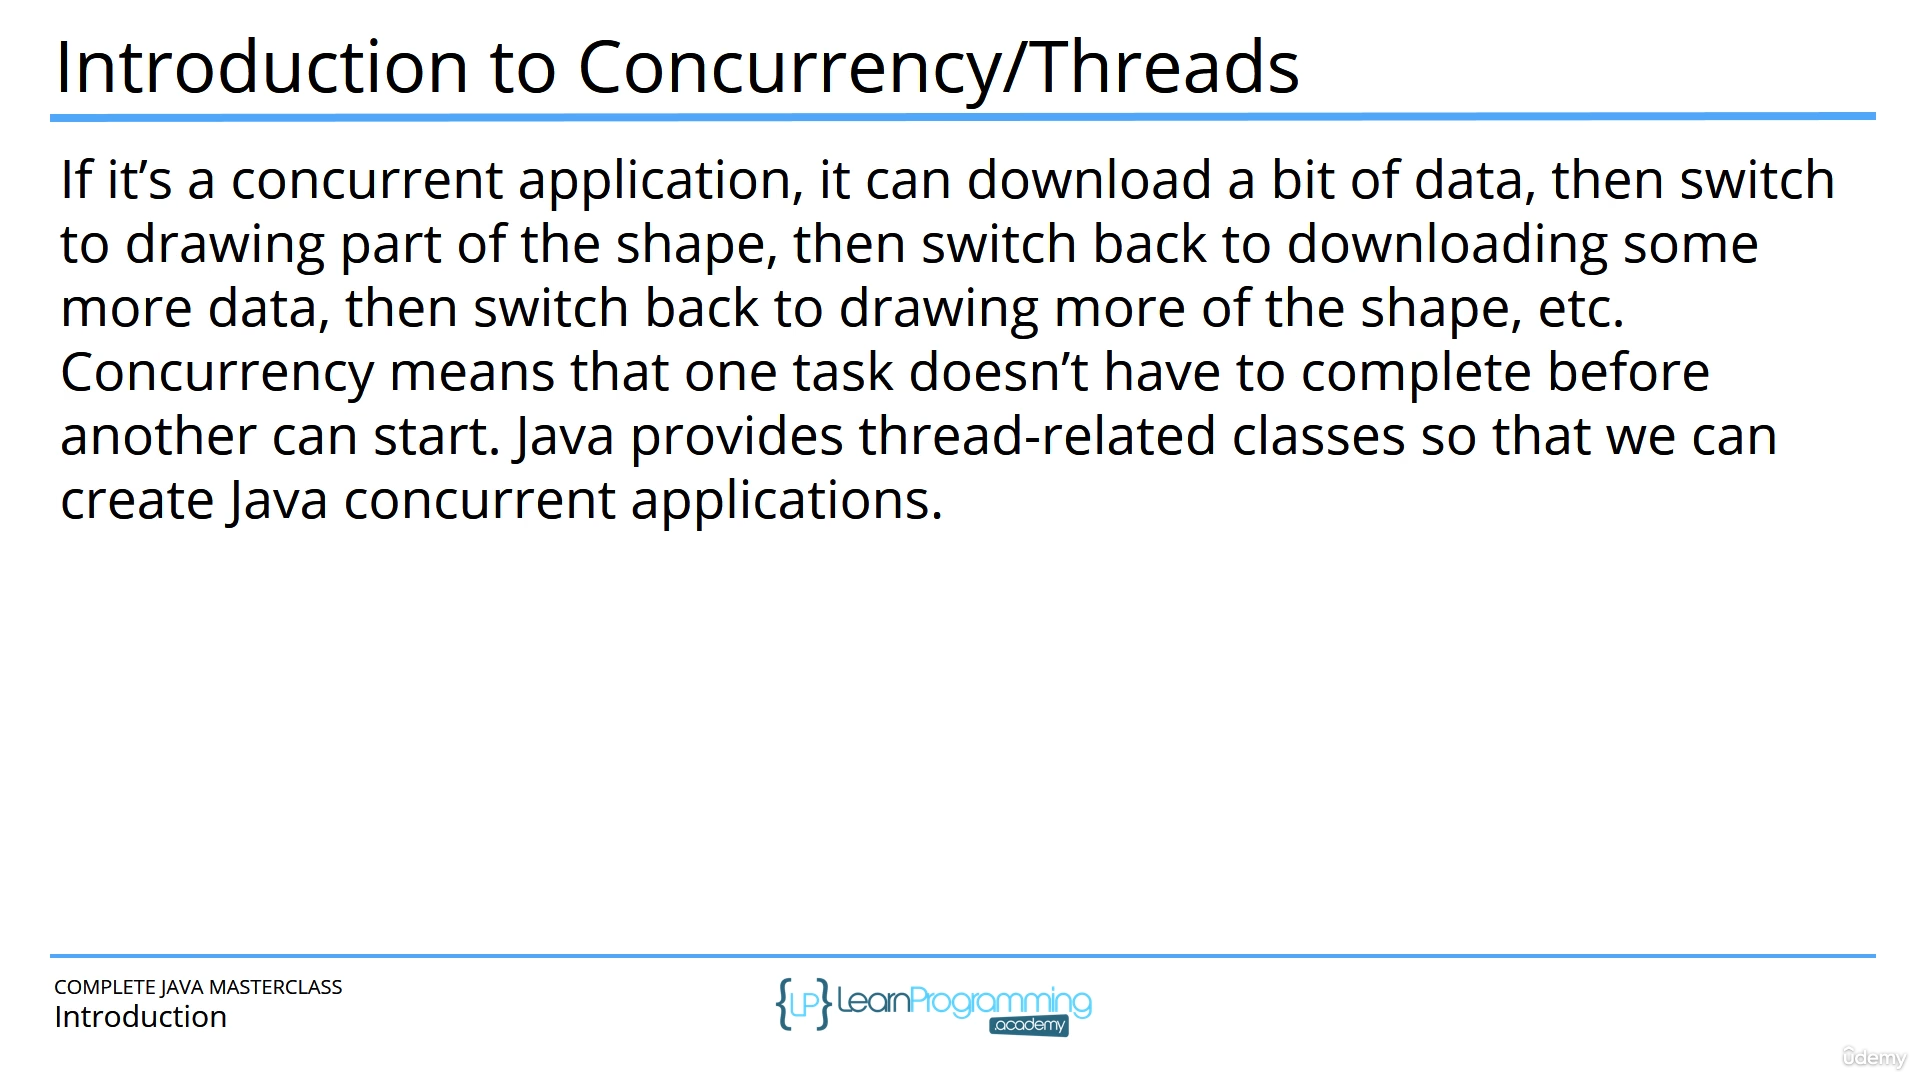 Introduction to Concurrency/Threads
If it’s a concurrent application, it can download a bit of data, then switch
to drawing part of the shape, then switch back to downloading some
more data, then switch back to drawing more of the shape, etc.
Concurrency means that one task doesn’t have to complete before
another can start. Java provides thread-related classes so that we can
create Java concurrent applications.
COMPLETE JAVA MASTERCLASS
Introduction
{LP} LearnProgramming
.academy
ûdemy